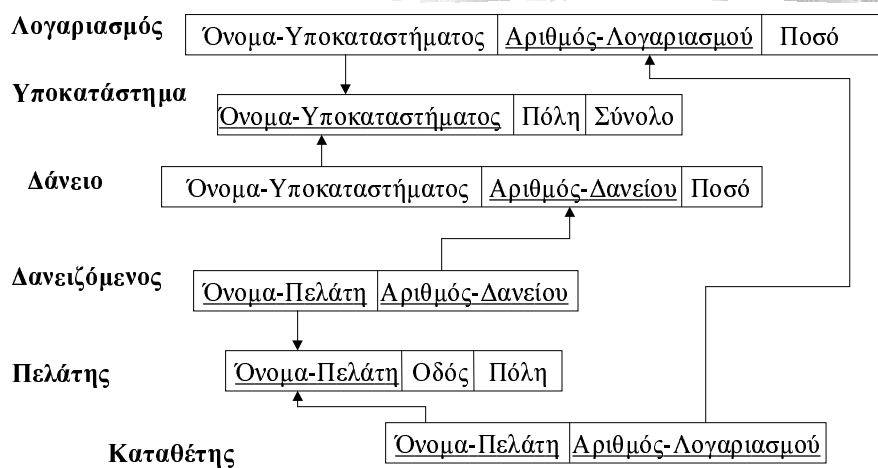 Λογαριασμός Όνομα-Υποκαταστήματος Αριθμός-Λογαριασμού Ποσό
Υποκατάστημα Όνομα-Υποκαταστήματος Πόλη Σύνολο
Δάνειο Όνομα-Υποκαταστήματος Αριθμός-Δανείου Ποσό
Δανειζόμενος Όνομα-Πελάτη Αριθμός-Δανείου
Πελάτης Όνομα-Πελάτη Οδός Πόλη
Καταθέτης Όνομα-Πελάτη Αριθμός-Λογαριασμού